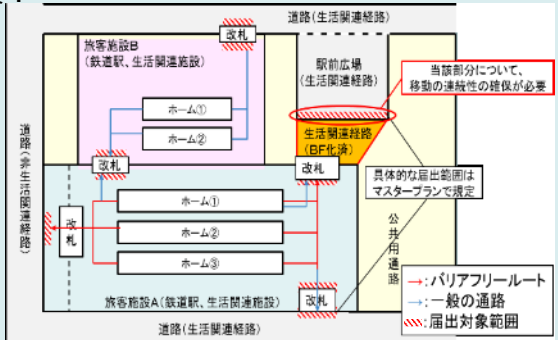 道路(生活関連経路)
改札
旅客施設B
(鉄道駅、生活関連施設)
駅前広場
(生活関連経路)
当該部分について、
移動の連続性の確保が必要
ホーム①
ホーム②
生活関連経路
(BF化済)
道路(非生活関連経路)
改札
改札
具体的な届出範囲は
マスタープランで規定
ホーム①
改札
ホーム②
公共用通路
ホーム③
→:バリアフリールート
→:一般の通路
:届出対象範囲
旅客施設A(鉄道駅、生活関連施設)
改札
道路(生活関連経路)